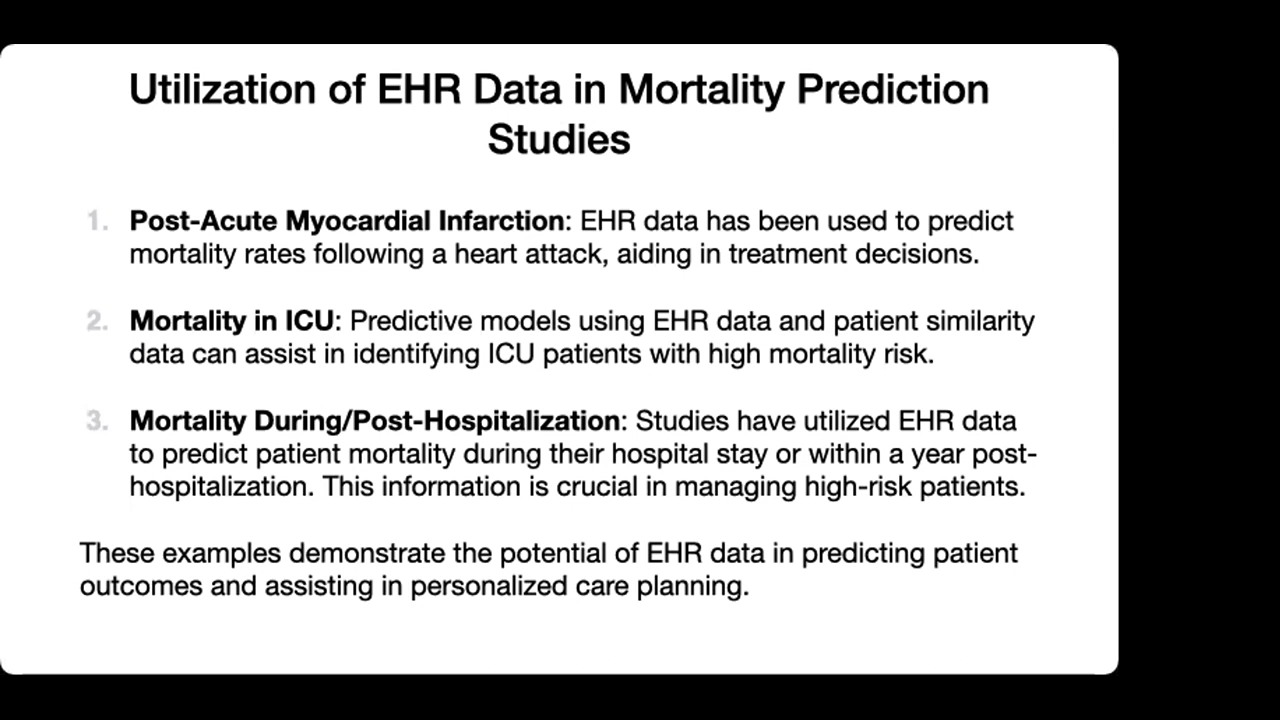 Utilization of EHR Data in Mortality Prediction
Studies
1. Post-Acute Myocardial Infarction: EHR data has been used to predict
mortality rates following a heart attack, aiding in treatment decisions.
2. Mortality in ICU: Predictive models using EHR data and patient similarity
data can assist in identifying ICU patients with high mortality risk.
3. Mortality During/Post-Hospitalization: Studies have utilized EHR data
to predict patient mortality during their hospital stay or within a year post-
hospitalization. This information is crucial in managing high-risk patients.
These examples demonstrate the potential of EHR data in predicting patient
outcomes and assisting in personalized care planning.